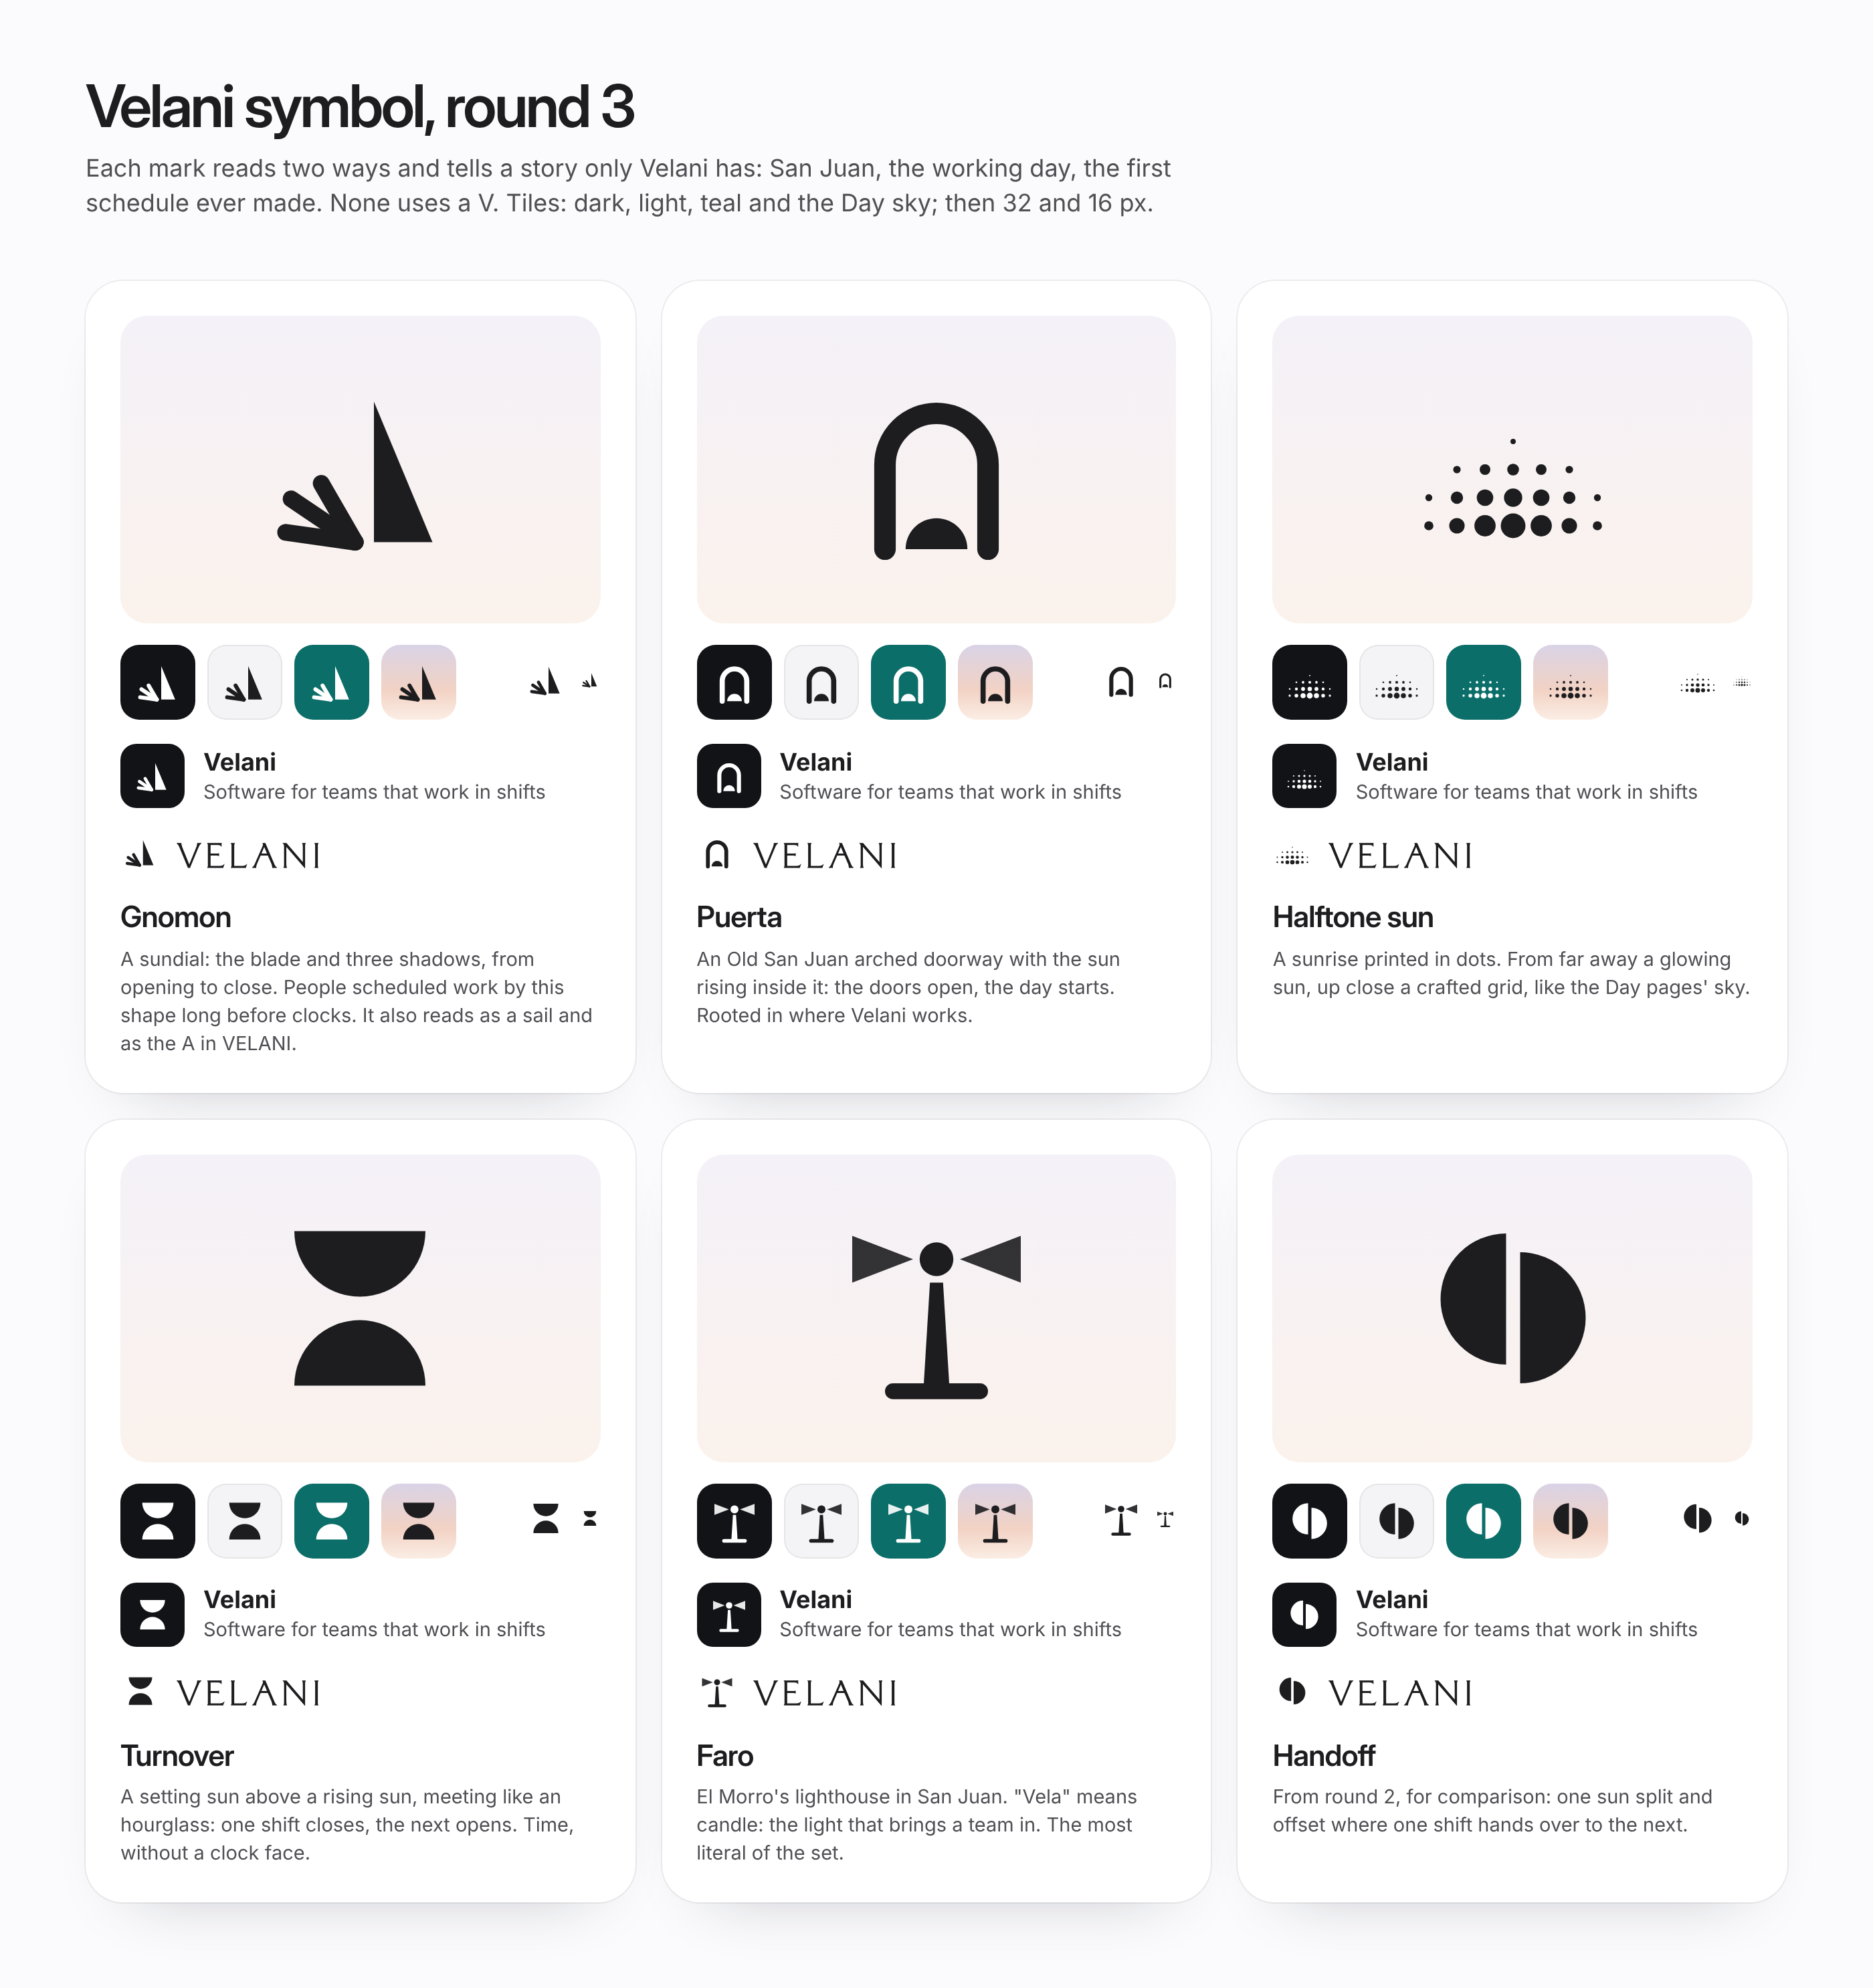 Velani symbol, round 3
Each mark reads two ways and tells a story only Velani has: San Juan, the working day, the first
schedule ever made. None uses a V. Tiles: dark, light, teal and the Day sky; then 32 and 16 px.
Velani
Software for teams that work in shifts
VELANI
Gnomon
A sundial: the blade and three shadows, from
opening to close. People scheduled work by this
shape long before clocks. It also reads as a sail and
as the A in VELANI.
Velani
Software for teams that work in shifts
VELANI
Puerta
An Old San Juan arched doorway with the sun
rising inside it: the doors open, the day starts.
Rooted in where Velani works.
Velani
Software for teams that work in shifts
VELANI
Halftone sun
A sunrise printed in dots. From far away a glowing
sun, up close a crafted grid, like the Day pages' sky.
Velani
Software for teams that work in shifts
VELANI
Turnover
A setting sun above a rising sun, meeting like an
hourglass: one shift closes, the next opens. Time,
without a clock face.
Velani
Software for teams that work in shifts
VELANI
Faro
El Morro's lighthouse in San Juan. "Vela" means
candle: the light that brings a team in. The most
literal of the set.
Velani
Software for teams that work in shifts
VELANI
Handoff
From round 2, for comparison: one sun split and
offset where one shift hands over to the next.